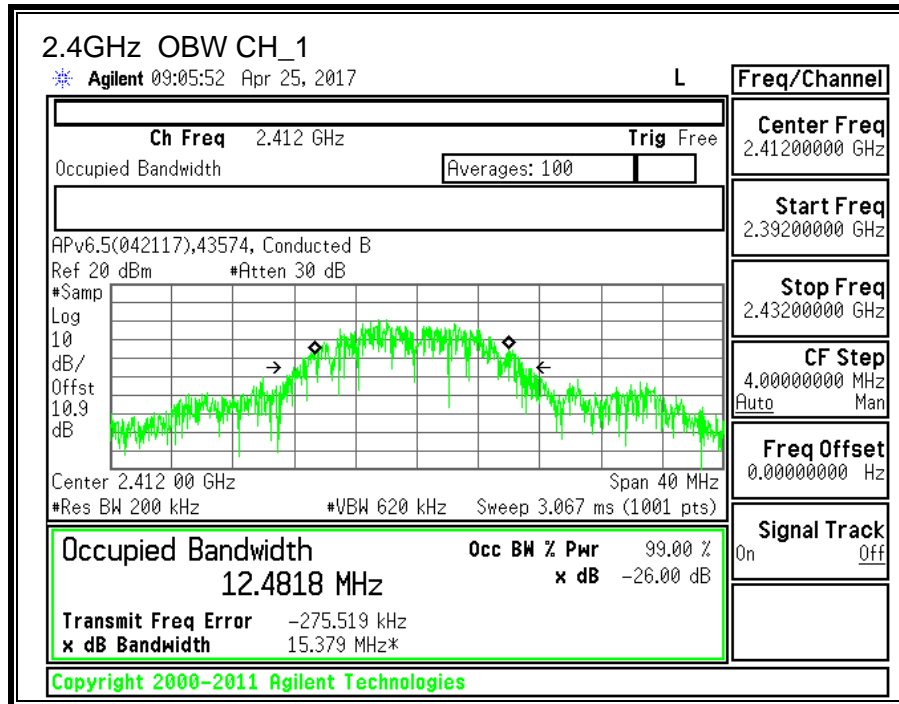 2.4GHz OBW CH_1
Agilent 09:05:52 Apr 25, 2017 L
Freq/Channel
Ch Freq 2.412 GHz Trig Free
Occupied Bandwidth Averages: 100
APv6.5(042117),43574, Conducted B
Ref 20 dBm #Atten 30 dB
#Samp
Log
10
dB/
Offst
10.9
dB
Center 2.412 00 GHz Span 40 MHz
#Res BW 200 kHz #VBW 620 kHz Sweep 3.067 ms (1001 pts)
Occupied Bandwidth Occ BW % Pwr 99.00 %
12.4818 MHz x dB -26.00 dB
Transmit Freq Error -275.519 kHz
x dB Bandwidth 15.379 MHz*
Copyright 2000-2011 Agilent Technologies
Center Freq
2.41200000 GHz
Start Freq
2.39200000 GHz
Stop Freq
2.43200000 GHz
CF Step
4.00000000 MHz
Auto Man
Freq Offset
0.00000000 Hz
Signal Track
On Off